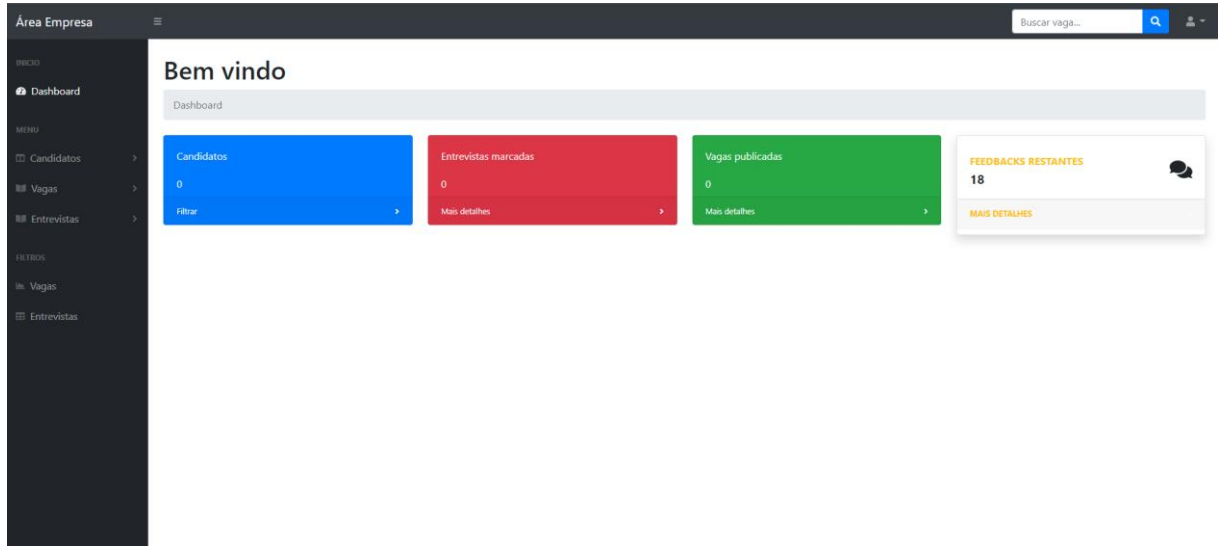 Área Empresa
Buscar vaga...
INICIO
Dashboard
MENU
Candidatos
Vagas
Entrevistas
FILTROS
Vagas
Entrevistas
Bem vindo
Dashboard
Candidatos
0
Filtrar
Entrevistas marcadas
0
Mais detalhes
Vagas publicadas
0
Mais detalhes
FEEDBACKS RESTANTES
18
MAIS DETALHES